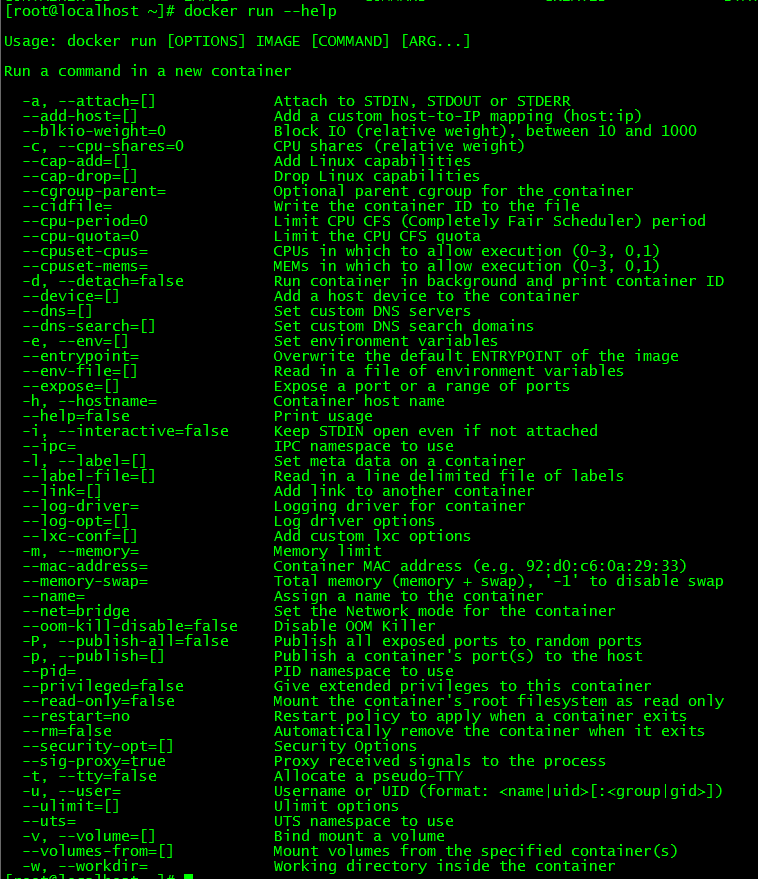 [root@localhost ~]# docker run --help
Usage: docker run [OPTIONS] IMAGE [COMMAND] [ARG...]
Run a command in a new container
-a, --attach=[] Attach to STDIN, STDOUT or STDERR
--add-host=[] Add a custom host-to-IP mapping (host:ip)
--blkio-weight=0 Block IO (relative weight), between 10 and 1000
-c, --cpu-shares=0 CPU shares (relative weight)
--cap-add=[] Add Linux capabilities
--cap-drop=[] Drop Linux capabilities
--cgroup-parent= Optional parent cgroup for the container
--cidfile= Write the container ID to the file
--cpu-period=0 Limit CPU CFS (Completely Fair Scheduler) period
--cpu-quota=0 Limit the CPU CFS quota
--cpuset-cpus= CPUs in which to allow execution (0-3, 0,1)
--cpuset-mems= MEMs in which to allow execution (0-3, 0,1)
-d, --detach=false Run container in background and print container ID
--device=[] Add a host device to the container
--dns=[] Set custom DNS servers
--dns-search=[] Set custom DNS search domains
-e, --env=[] Set environment variables
--entrypoint= Overwrite the default ENTRYPOINT of the image
--env-file=[] Read in a file of environment variables
--expose=[] Expose a port or a range of ports
-h, --hostname= Container host name
--help=false Print usage
-i, --interactive=false Keep STDIN open even if not attached
--ipc= IPC namespace to use
-l, --label=[] Set meta data on a container
--label-file=[] Read in a line delimited file of labels
--link=[] Add link to another container
--log-driver= Logging driver for container
--log-opt=[] Log driver options
--lxc-conf=[] Add custom lxc options
-m, --memory= Memory limit
--mac-address= Container MAC address (e.g. 92:d0:c6:0a:29:33)
--memory-swap= Total memory (memory + swap), '-1' to disable swap
--name= Assign a name to the container
--net=bridge Set the Network mode for the container
--oom-kill-disable=false Disable OOM Killer
-P, --publish-all=false Publish all exposed ports to random ports
-p, --publish=[] Publish a container's port(s) to the host
--pid= PID namespace to use
--privileged=false Give extended privileges to this container
--read-only=false Mount the container's root filesystem as read only
--restart=no Restart policy to apply when a container exits
--rm=false Automatically remove the container when it exits
--security-opt=[] Security Options
--sig-proxy=true Proxy received signals to the process
-t, --tty=false Allocate a pseudo-TTY
-u, --user= Username or UID (format: <name|uid>[:<group|gid>])
--ulimit=[] Ulimit options
--uts= UTS namespace to use
-v, --volume=[] Bind mount a volume
--volumes-from=[] Mount volumes from the specified container(s)
-w, --workdir= Working directory inside the container
[root@localhost ~]#